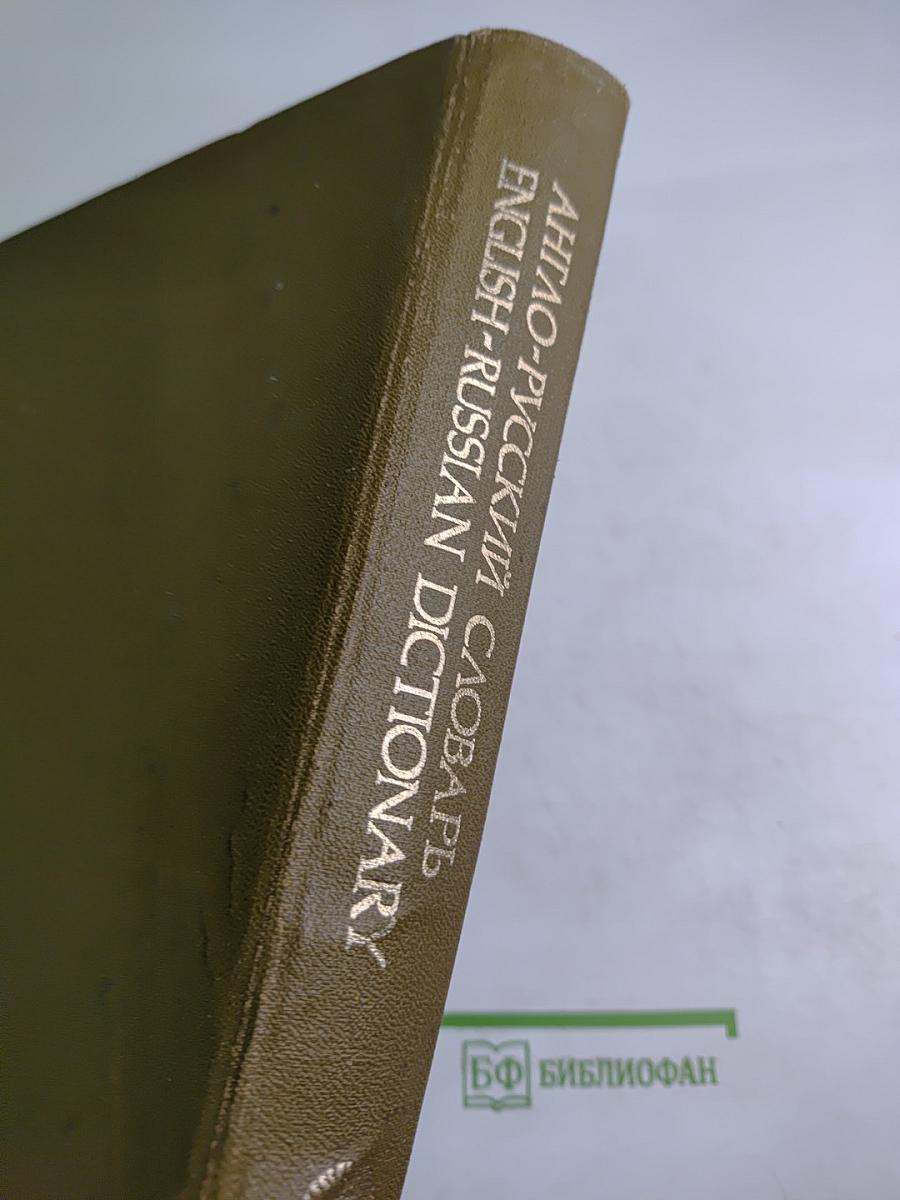 АНГЛО-РУССКИЙ СЛОВАРЬ
ENGLISH-RUSSIAN DICTIONARY
БФ БИБЛИОФАН